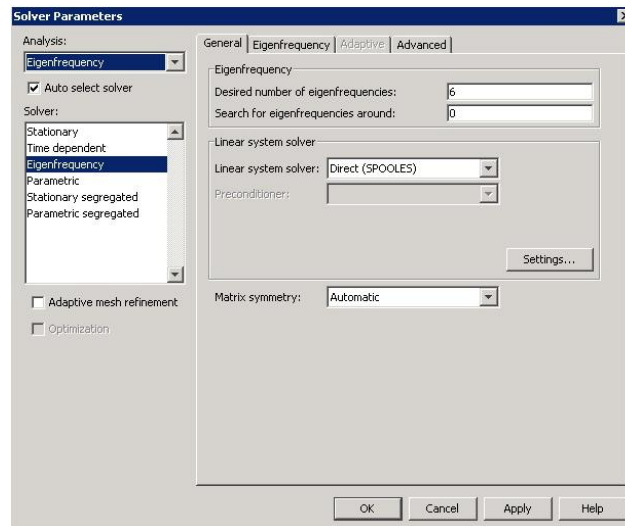 Solver Parameters
Analysis:
Eigenfrequency
Auto select solver
Solver:
Stationary
Time dependent
Eigenfrequency
Parametric
Stationary segregated
Parametric segregated
Adaptive mesh refinement
Optimization
General Eigenfrequency Adaptive Advanced
Eigenfrequency
Desired number of eigenfrequencies: 6
Search for eigenfrequencies around: 0
Linear system solver
Linear system solver: Direct (SPOOLES)
Preconditioner:
Settings...
Matrix symmetry: Automatic
OK Cancel Apply Help